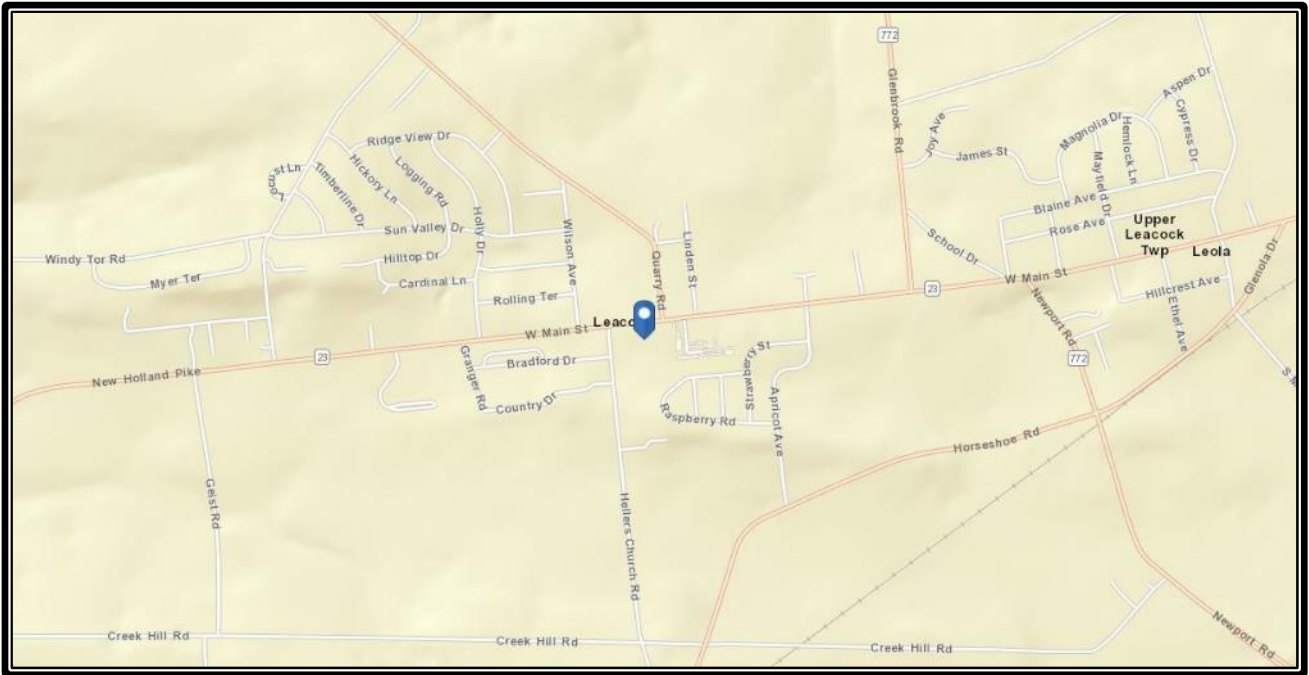 772
Glenbrook Rd
Aspen Dr
Cypress Dr
Magnolia Dr
Hemlock Ln
Joy Ave
James St
Mayfield Dr
Ridge View Dr
Logging Rd
Hickory Ln
Timberline Dr
Locust Ln
Holly Dr
Sun Valley Dr
Wilson Ave
Linden St
Quarry Rd
Blaine Ave
Rose Ave
Upper
Leacock
Twp
Leola
School Dr
Windy Tor Rd
Myer Ter
Hilltop Dr
Cardinal Ln
Rolling Ter
W Main St
Glenola Dr
Hillcrest Ave
Ethel Ave
23
Newport Rd
772
Leaco
W Main St
23
New Holland Pike
Granger Rd
Bradford Dr
Country Dr
Strawberry St
Raspberry Rd
Apricot Ave
S M
Horseshoe Rd
Geist Rd
Hellers Church Rd
Creek Hill Rd
Creek Hill Rd
Creek Hill Rd
Newport Rd